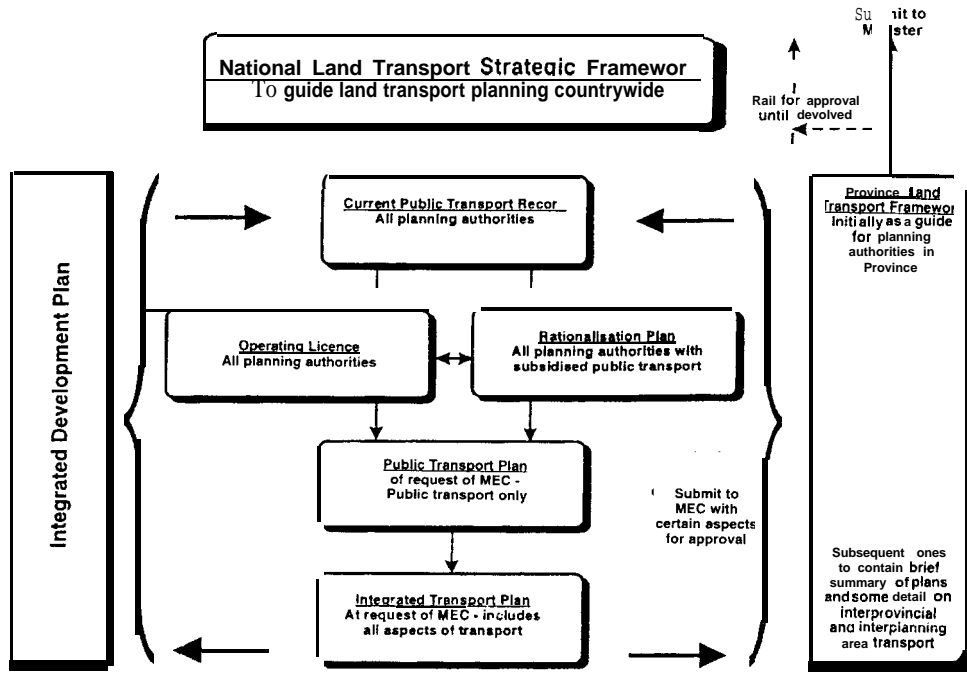 Su nit to
M ster
National Land Transport Strategic Framewor
To guide land transport planning countrywide
Rail for approval
until devolved
Integrated Development Plan
Current Public Transport Recor
All planning authorities
Operating Licence
All planning authorities
Rationalisation Plan
All planning authorities with
subsidised public transport
Public Transport Plan
of request of MEC -
Public transport only
Submit to
MEC with
certain aspects
for approval
Integrated Transport Plan
At request of MEC - includes
all aspects of transport
Province Land
Transport Framewor
Initially as a guide
for planning
authorities in
Province
Subsequent ones
to contain brief
summary of plans
and some detail on
interprovincial
and interplanning
area transport